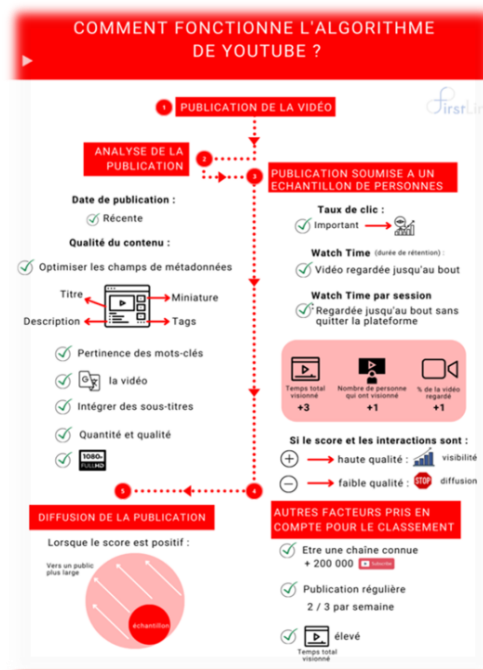 COMMENT FONCTIONNE L'ALGORITHME
DE YOUTUBE ?
FirstLin
1 PUBLICATION DE LA VIDÉO
ANALYSE DE LA
PUBLICATION
2
3
PUBLICATION SOUMISE A UN
ECHANTILLON DE PERSONNES
Date de publication :
Récente
Qualité du contenu :
Optimiser les champs de métadonnées
Titre
Miniature
Description
Tags
Pertinence des mots-clés
la vidéo
Intégrer des sous-titres
Quantité et qualité
1080p
FULLHD
Taux de clic :
Important
Watch Time (durée de rétention) :
Vidéo regardée jusqu'au bout
Watch Time par session
Regardée jusqu'au bout sans
quitter la plateforme
Temps total
visionné
+3
Nombre de personne
qui ont visionné
+1
% de la vidéo
regardé
+1
Si le score et les interactions sont :
haute qualité : visibilité
faible qualité : STOP diffusion
5
4
DIFFUSION DE LA PUBLICATION
Lorsque le score est positif :
Vers un public
plus large
échantillon
AUTRES FACTEURS PRIS EN
COMPTE POUR LE CLASSEMENT
Etre une chaîne connue
+ 200 000 Subscribe
Publication régulière
2 / 3 par semaine
élevé
Temps total
visionné